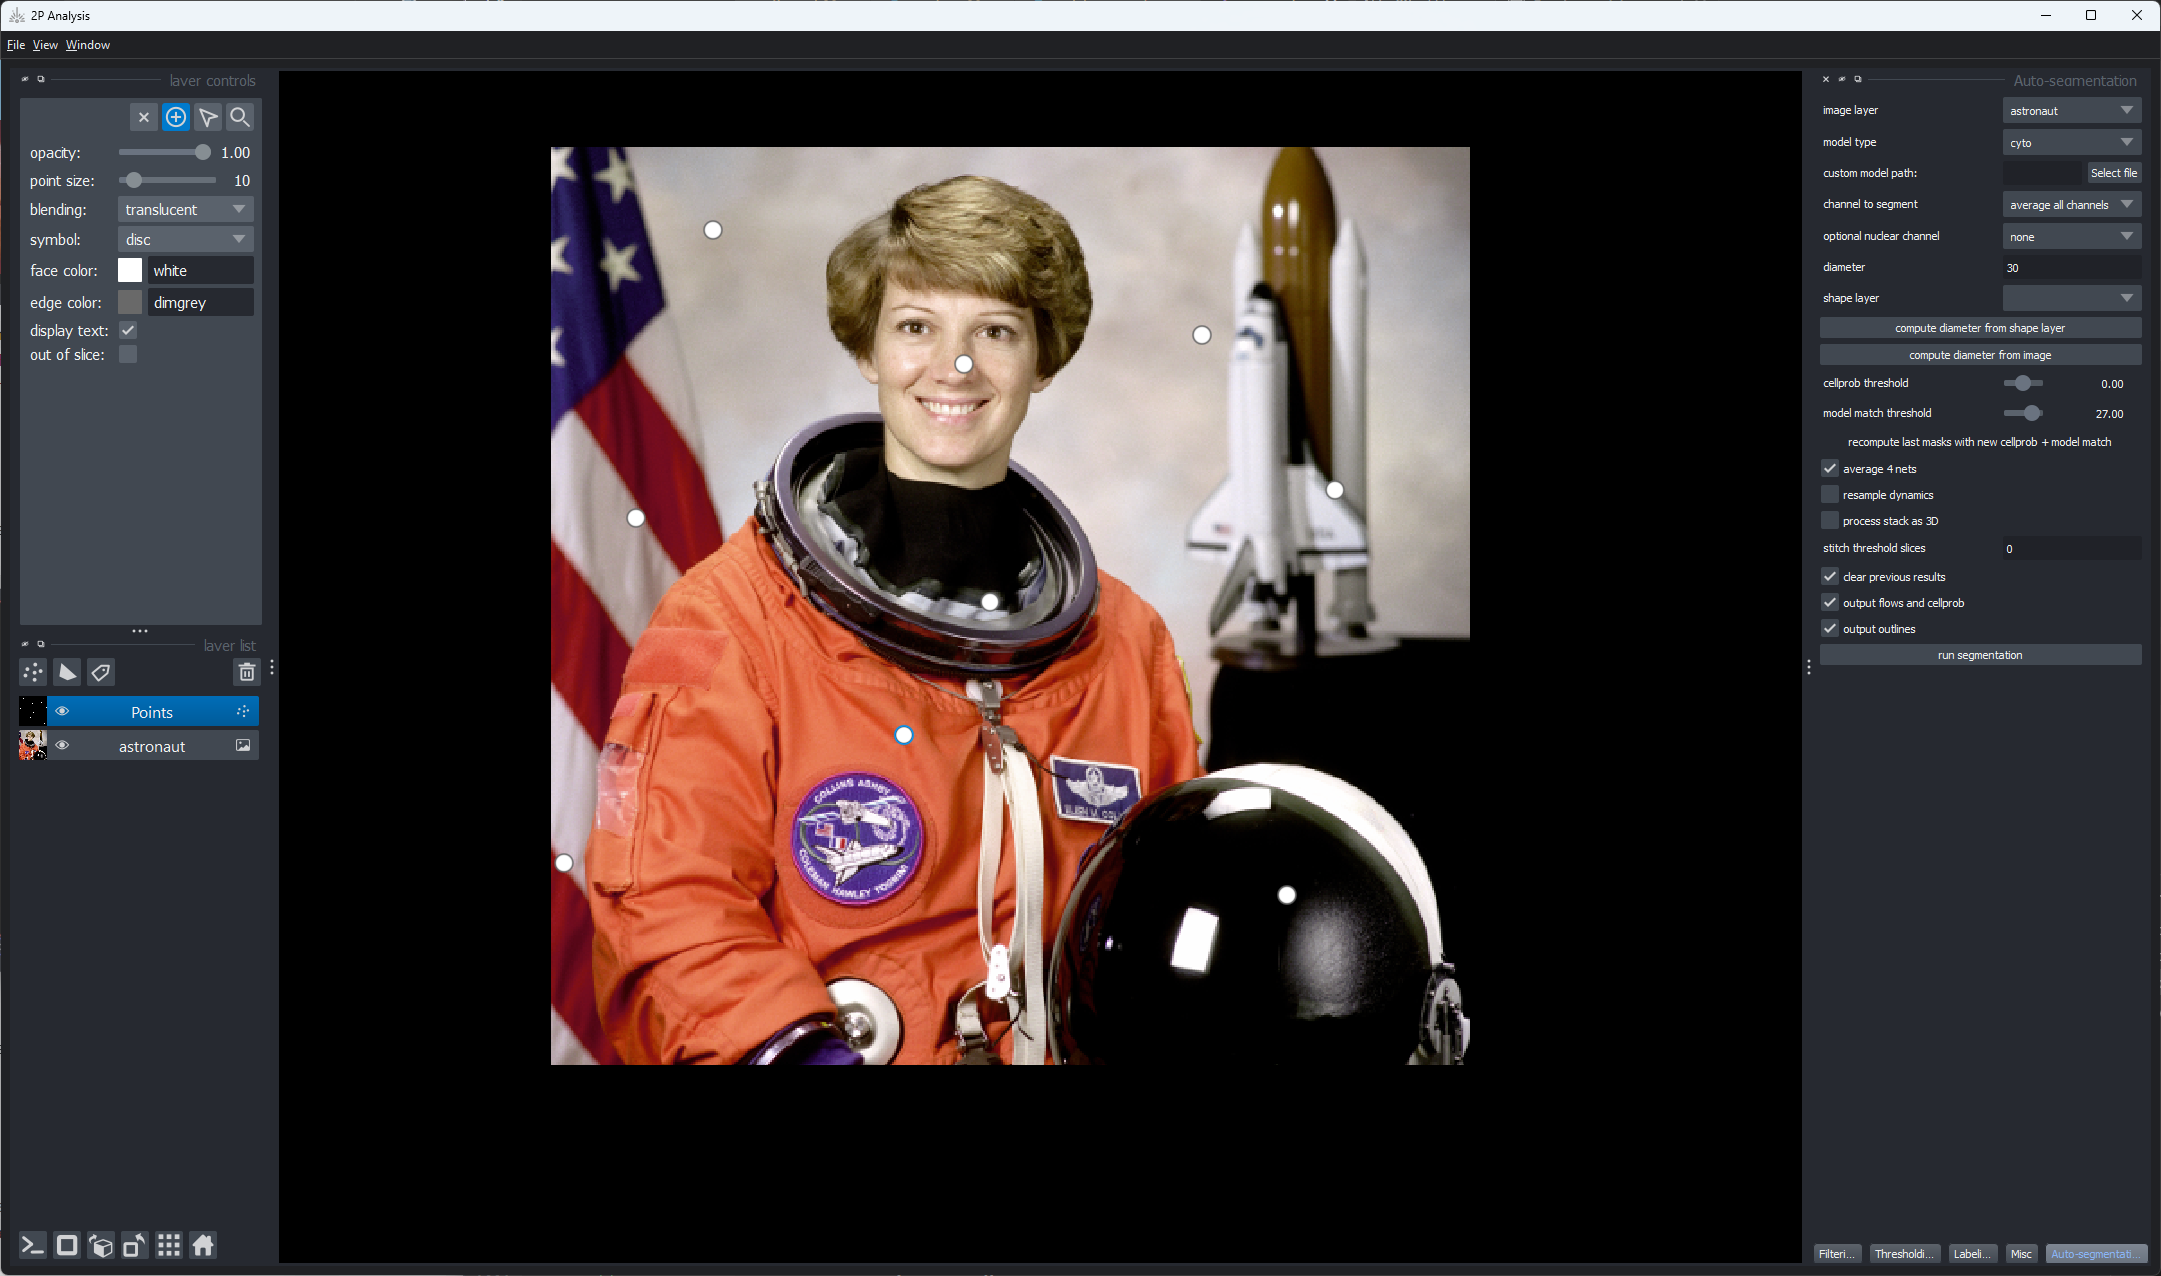 2P Analysis
File View Window
layer controls
opacity: 1.00
point size: 10
blending: translucent
symbol: disc
face color: white
edge color: dimgrey
display text:
out of slice:
layer list
Points
astronaut
COLLINS ASHBY
COLEMAN HAWLEY TOGNINI
Auto-segmentation
image layer astronaut
model type cyto
custom model path: Select file
channel to segment average all channels
optional nuclear channel none
diameter 30
shape layer
compute diameter from shape layer
compute diameter from image
cellprob threshold 0.00
model match threshold 27.00
recompute last masks with new cellprob + model match
average 4 nets
resample dynamics
process stack as 3D
stitch threshold slices 0
clear previous results
output flows and cellprob
output outlines
run segmentation
Filteri... Thresholdi... Labeli... Misc Auto-segmentati...